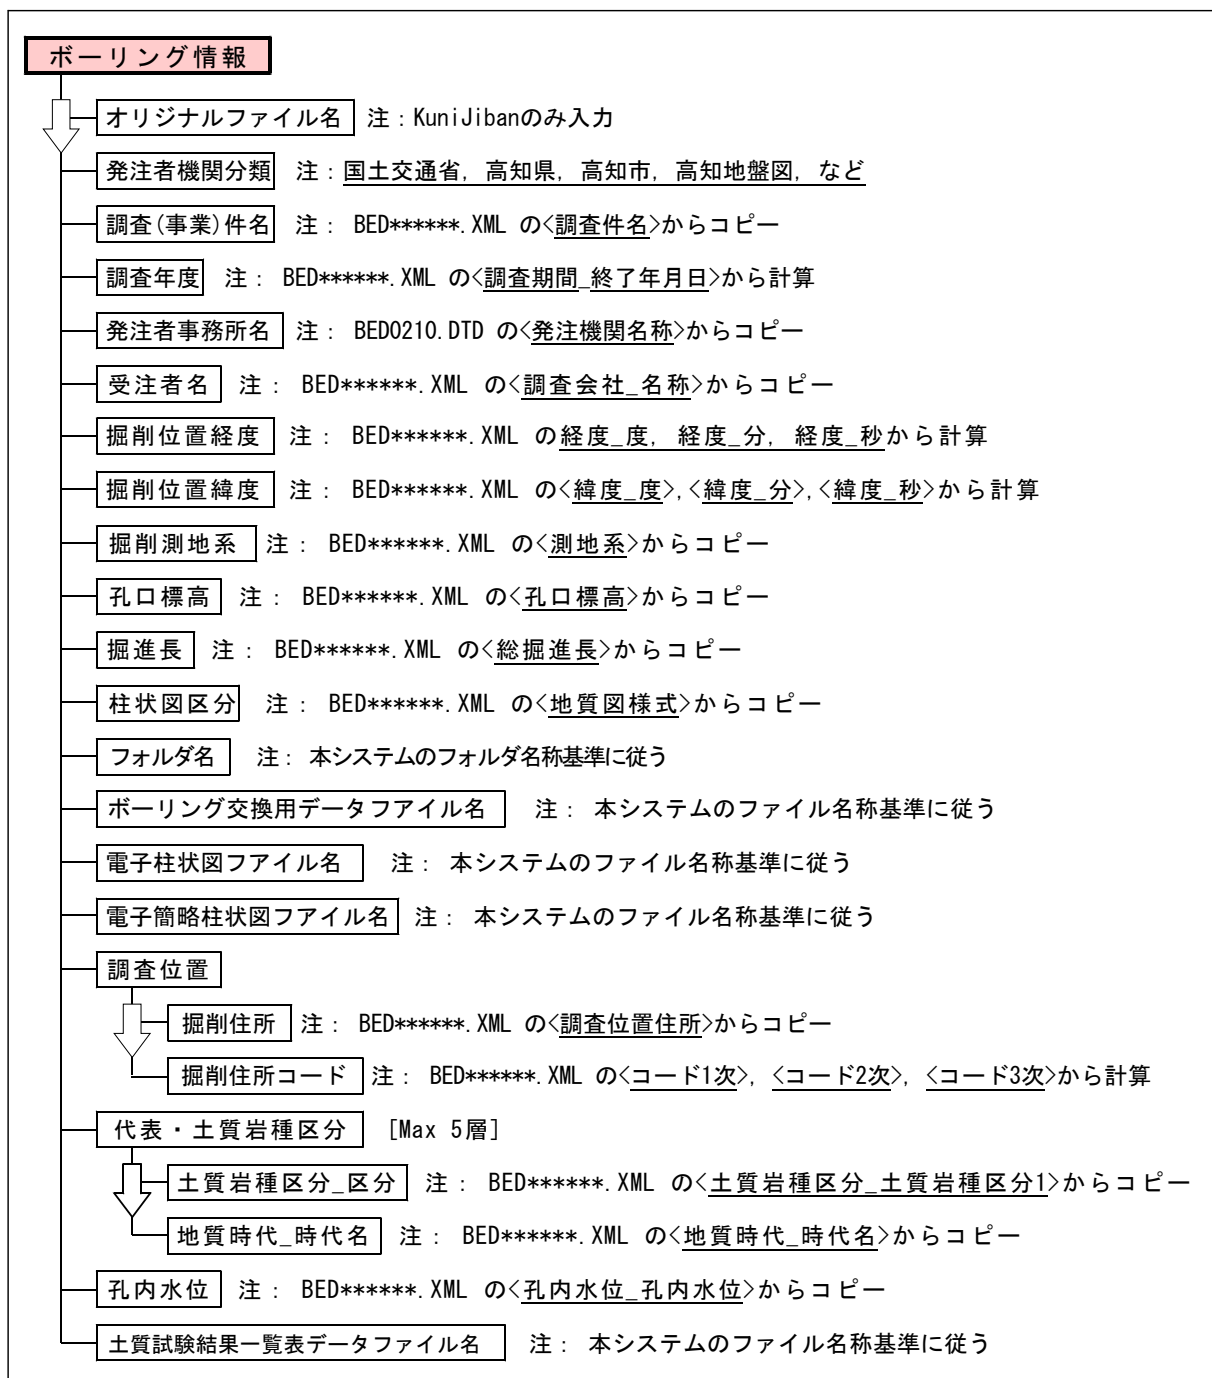 ボーリング情報
オリジナルファイル名 注：KuniJibanのみ入力
発注者機関分類 注：国土交通省, 高知県, 高知市, 高知地盤図, など
調査(事業)件名 注： BED******.XML の<調査件名>からコピー
調査年度 注： BED******.XML の<調査期間_終了年月日>から計算
発注者事務所名 注： BED0210.DTD の<発注機関名称>からコピー
受注者名 注： BED******.XML の<調査会社_名称>からコピー
掘削位置経度 注： BED******.XML の経度_度, 経度_分, 経度_秒から計算
掘削位置緯度 注： BED******.XML の<緯度_度>,<緯度_分>,<緯度_秒>から計算
掘削測地系 注： BED******.XML の<測地系>からコピー
孔口標高 注： BED******.XML の<孔口標高>からコピー
掘進長 注： BED******.XML の<総掘進長>からコピー
柱状図区分 注： BED******.XML の<地質図様式>からコピー
フォルダ名 注： 本システムのフォルダ名称基準に従う
ボーリング交換用データフアイル名 注： 本システムのファイル名称基準に従う
電子柱状図フアイル名 注： 本システムのファイル名称基準に従う
電子簡略柱状図フアイル名 注： 本システムのファイル名称基準に従う
調査位置
掘削住所 注： BED******.XML の<調査位置住所>からコピー
掘削住所コード 注： BED******.XML の<コード1次>, <コード2次>, <コード3次>から計算
代表・土質岩種区分 [Max 5層]
土質岩種区分_区分 注： BED******.XML の<土質岩種区分_土質岩種区分1>からコピー
地質時代_時代名 注： BED******.XML の<地質時代_時代名>からコピー
孔内水位 注： BED******.XML の<孔内水位_孔内水位>からコピー
土質試験結果一覧表データファイル名 注： 本システムのファイル名称基準に従う